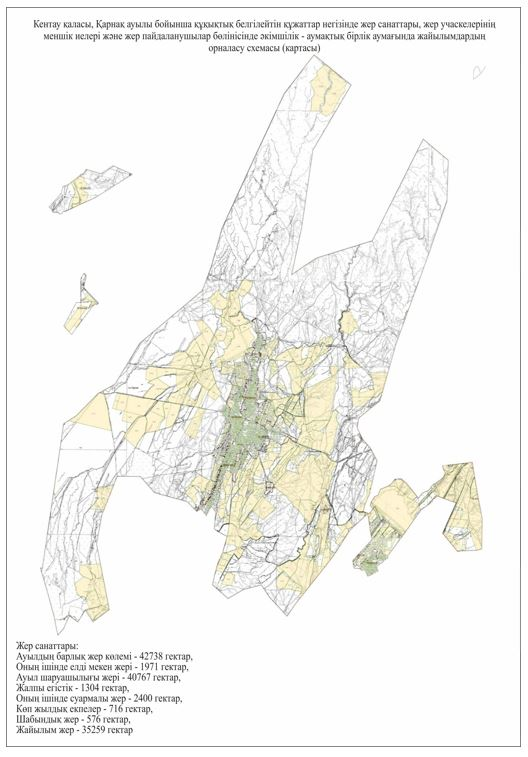 Кентау қаласы, Қарнақ ауылы бойынша құқықтық белгілейтін құжаттар негізінде жер санаттары, жер учаскелерінің
меншік иелері және жер пайдаланушылар бөлінісінде әкімшілік - аумақтық бірлік аумағында жайылымдардың
орналасу схемасы (картасы)
Жер санаттары:
Ауылдың барлық жер көлемі - 42738 гектар,
Оның ішінде елді мекен жері - 1971 гектар,
Ауыл шаруашылығы жері - 40767 гектар,
Жалпы егістік - 1304 гектар,
Оның ішінде суармалы жер - 2400 гектар,
Көп жылдық екпелер - 716 гектар,
Шабындық жер - 576 гектар,
Жайылым жер - 35259 гектар